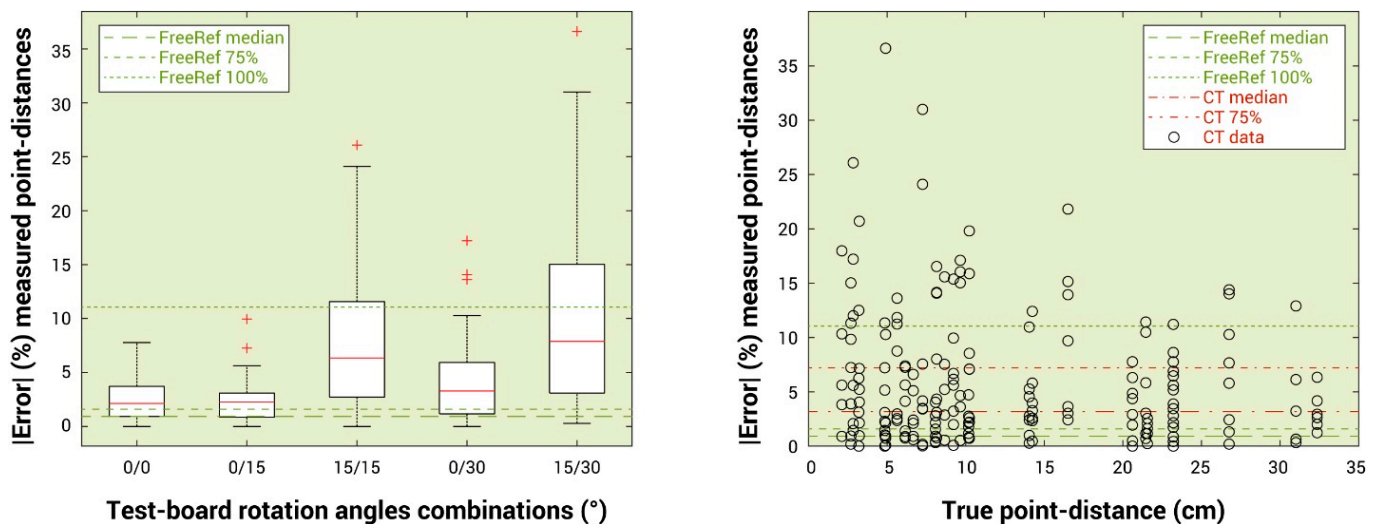 |Error| (%) measured point-distances
35
30
25
20
15
10
5
0
FreeRef median
FreeRef 75%
FreeRef 100%
0/0 0/15 15/15 0/30 15/30
Test-board rotation angles combinations (°)
|Error| (%) measured point-distances
35
30
25
20
15
10
5
0
FreeRef median
FreeRef 75%
FreeRef 100%
CT median
CT 75%
CT data
0 5 10 15 20 25 30 35
True point-distance (cm)